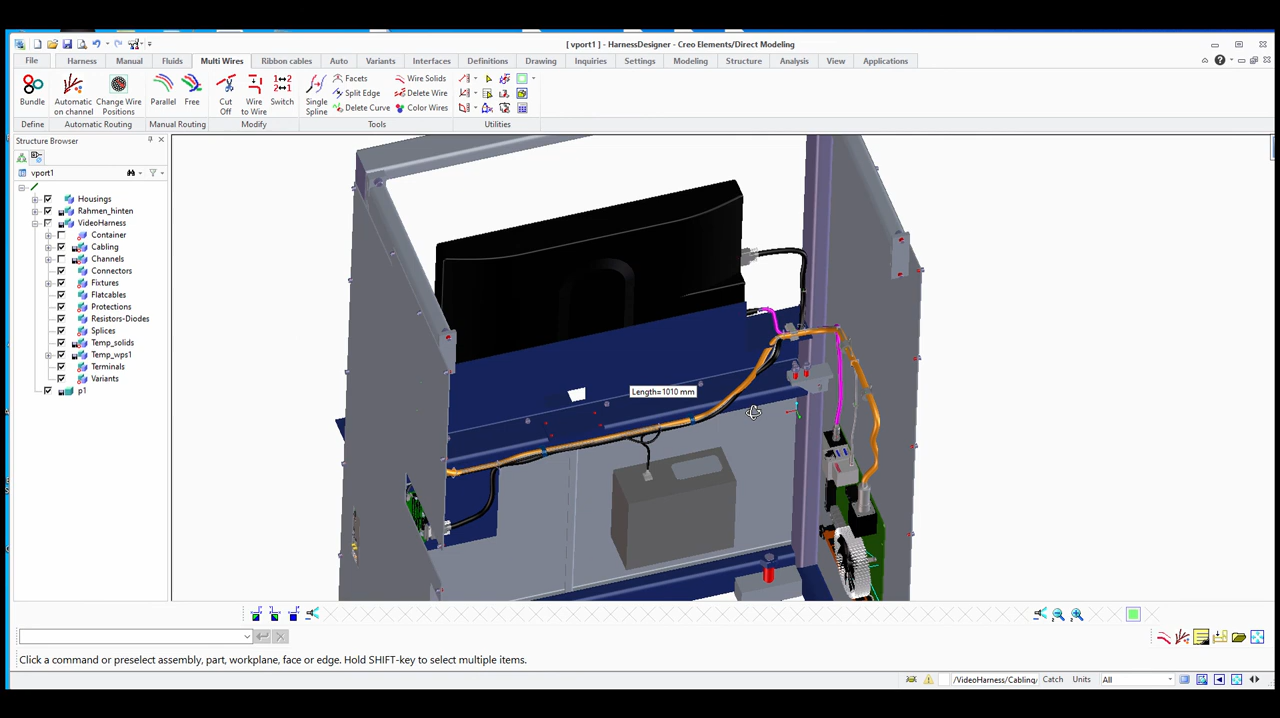 [ vport1 ] - HarnessDesigner - Creo Elements/Direct Modeling
File Harness Manual Fluids Multi Wires Ribbon cables Auto Variants Interfaces Definitions Drawing Inquiries Settings Modeling Structure Analysis View Applications
Bundle
Automatic on channel
Change Wire Positions
Parallel
Free
Cut Off
Wire to Wire
Switch
1↔2
2↔1
Single Spline
Facets
Split Edge
Delete Curve
Wire Solids
Delete Wire
Color Wires
Define Automatic Routing Manual Routing Modify Tools Utilities
Structure Browser
vport1
Housings
Rahmen_hinten
VideoHarness
Container
Cabling
Channels
Connectors
Fixtures
Flatcables
Protections
Resistors-Diodes
Splices
Temp_solids
Temp_wps1
Terminals
Variants
p1
Length=1010 mm
Click a command or preselect assembly, part, workplane, face or edge. Hold SHIFT-key to select multiple items.
/VideoHarness/Cabling/ Catch Units All